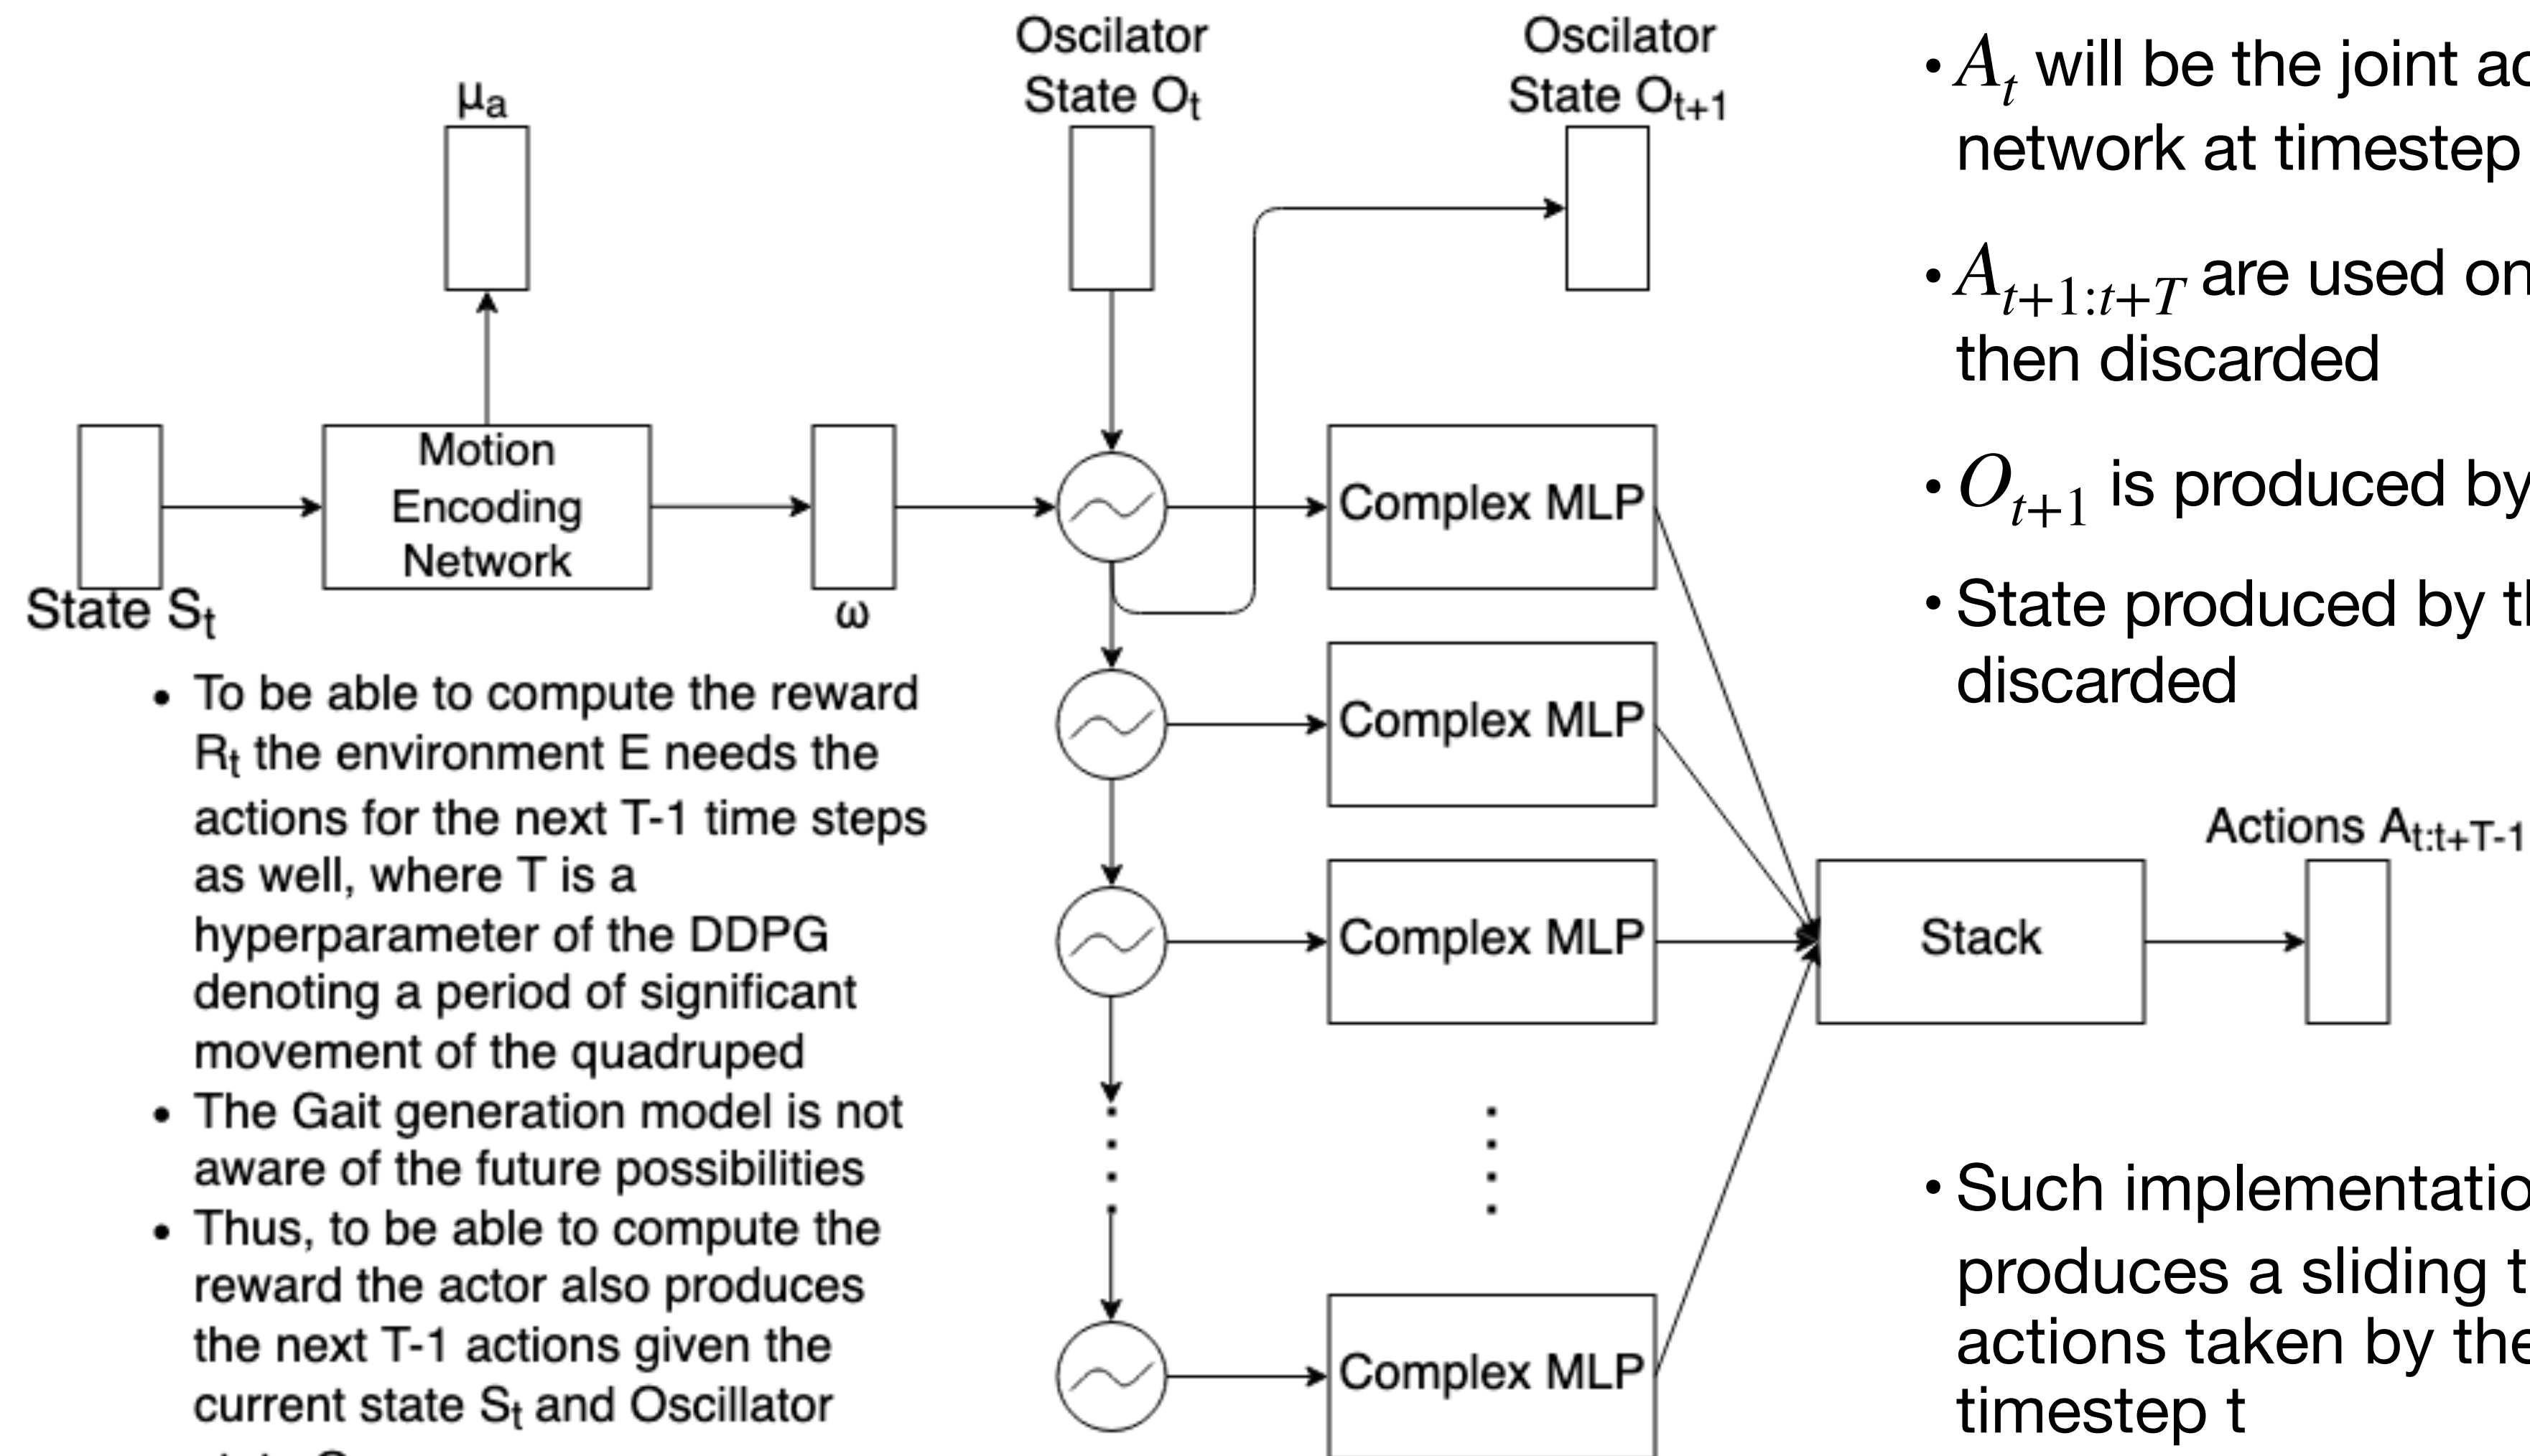 Oscilator
State Oₜ
Oscilator
State Oₜ₊₁
μₐ
Motion
Encoding
Network
State Sₜ
ω
Complex MLP
Complex MLP
Complex MLP
Complex MLP
Stack
Actions A_{t:t+T-1}
• To be able to compute the reward
Rₜ the environment E needs the
actions for the next T-1 time steps
as well, where T is a
hyperparameter of the DDPG
denoting a period of significant
movement of the quadruped
• The Gait generation model is not
aware of the future possibilities
• Thus, to be able to compute the
reward the actor also produces
the next T-1 actions given the
current state Sₜ and Oscillator
• Aₜ will be the joint
network at timestep
• A_{t+1:t+T} are used
then discarded
• Oₜ₊₁ is produced by
• State produced by
discarded
• Such
produces a sliding
actions taken by the
timestep t